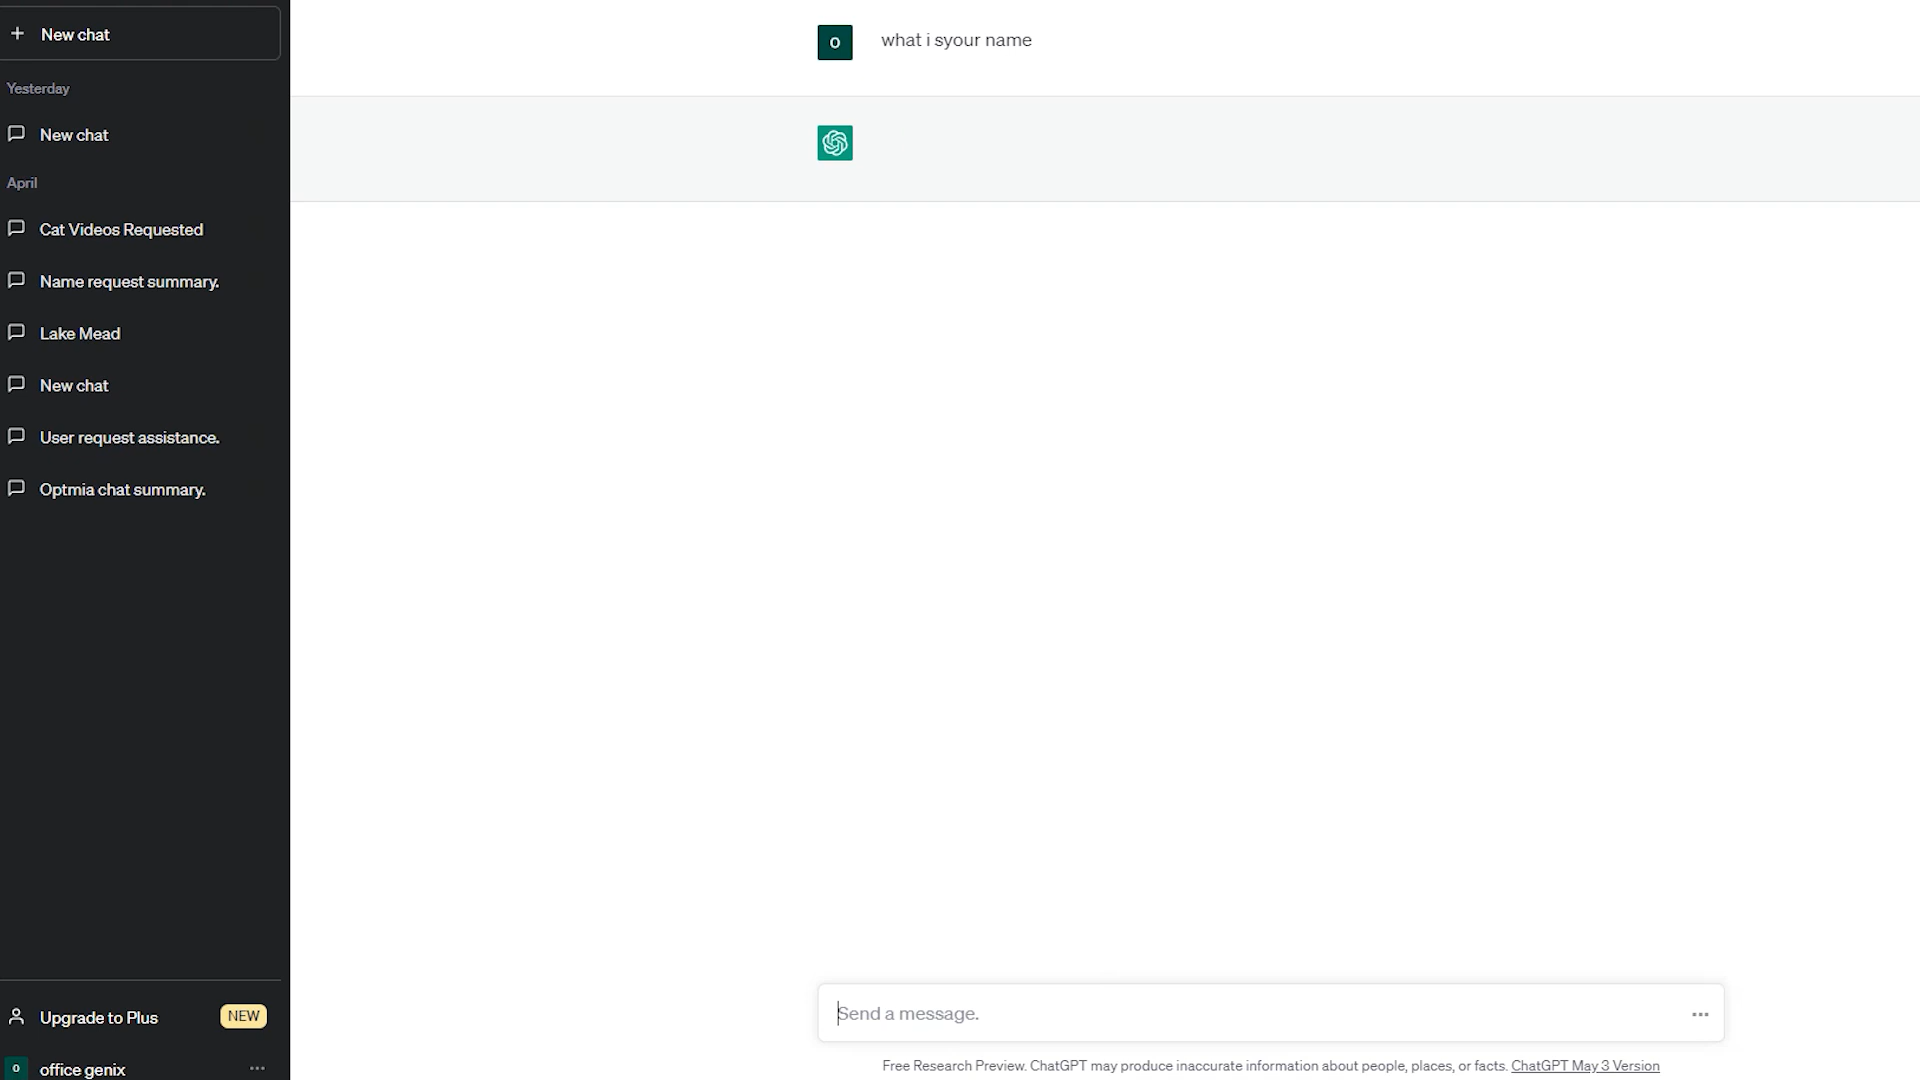 New chat
Yesterday
New chat
April
Cat Videos Requested
Name request summary.
Lake Mead
New chat
User request assistance.
Optmia chat summary.
Upgrade to Plus NEW
o office genix
o what i syour name
Send a message.
Free Research Preview. ChatGPT may produce inaccurate information about people, places, or facts. ChatGPT May 3 Version